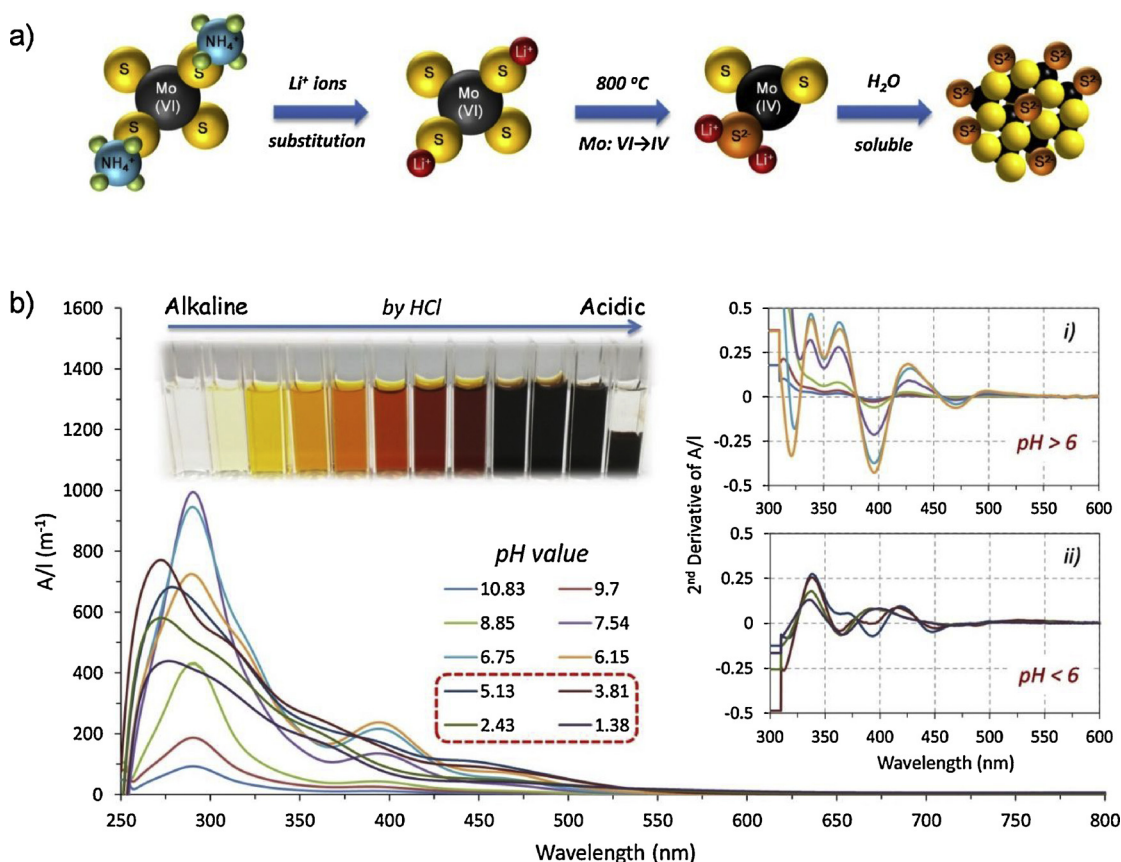 a)
NH₄⁺ S S Mo (VI) S S NH₄⁺
Li⁺ ions
substitution
S Li⁺ S Mo (VI) S S Li⁺
800 °C
Mo: VI→IV
S Mo (IV) Li⁺ S²⁻ Li⁺
H₂O
soluble
S²⁻ S²⁻ S²⁻ S²⁻ S²⁻ S²⁻ S²⁻
b)
Alkaline by HCl Acidic
A/l (m⁻¹)
1600
1400
1200
1000
800
600
400
200
0
250 300 350 400 450 500 550 600 650 700 750 800
Wavelength (nm)
pH value
10.83 9.7
8.85 7.54
6.75 6.15
5.13 3.81
2.43 1.38
2nd Derivative of A/l
i)
0.5
0.25
0
-0.25
-0.5
pH > 6
300 350 400 450 500 550 600
ii)
0.5
0.25
0
-0.25
-0.5
pH < 6
300 350 400 450 500 550 600
Wavelength (nm)